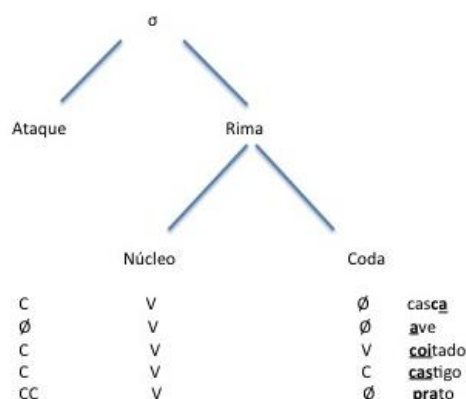 σ
Ataque Rima
Núcleo Coda
C V Ø casca
Ø V Ø ave
C V V coitado
C V C castigo
CC V Ø prato